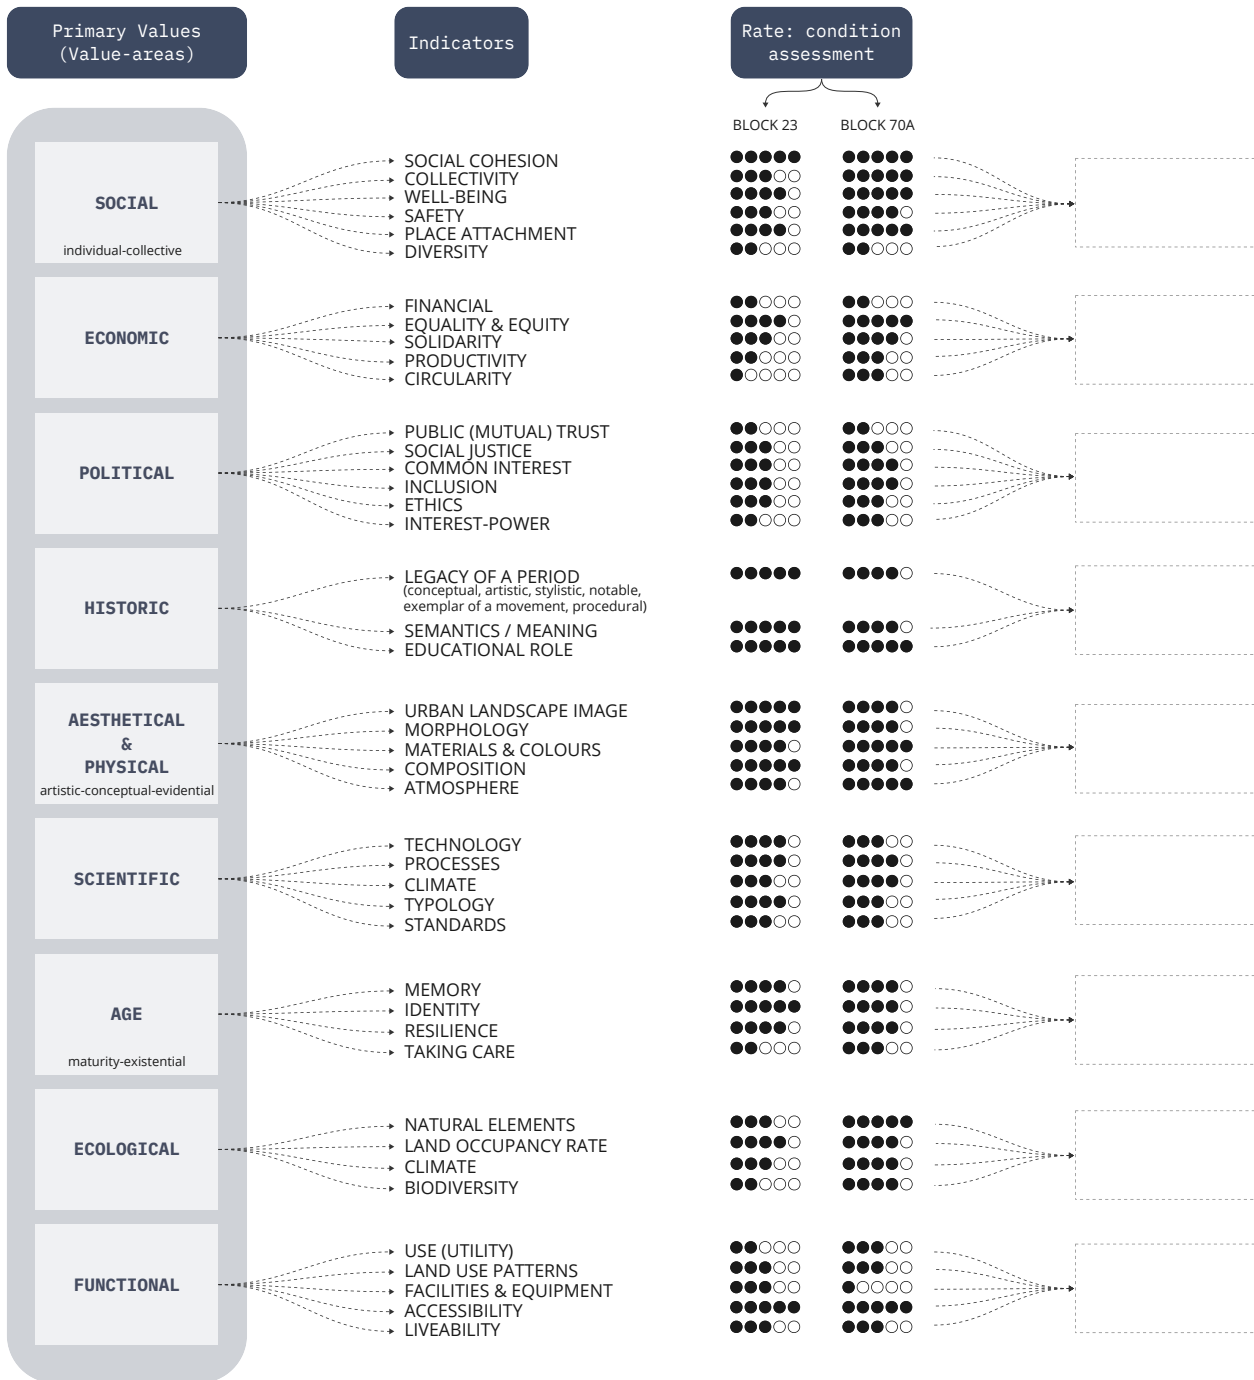 Primary Values
(Value-areas)
Indicators
Rate: condition
assessment
BLOCK 23
BLOCK 70A
SOCIAL
individual-collective
SOCIAL COHESION
COLLECTIVITY
WELL-BEING
SAFETY
PLACE ATTACHMENT
DIVERSITY
ECONOMIC
FINANCIAL
EQUALITY & EQUITY
SOLIDARITY
PRODUCTIVITY
CIRCULARITY
POLITICAL
PUBLIC (MUTUAL) TRUST
SOCIAL JUSTICE
COMMON INTEREST
INCLUSION
ETHICS
INTEREST-POWER
HISTORIC
LEGACY OF A PERIOD
(conceptual, artistic, stylistic, notable,
exemplar of a movement, procedural)
SEMANTICS / MEANING
EDUCATIONAL ROLE
AESTHETICAL
&
PHYSICAL
artistic-conceptual-evidential
URBAN LANDSCAPE IMAGE
MORPHOLOGY
MATERIALS & COLOURS
COMPOSITION
ATMOSPHERE
SCIENTIFIC
TECHNOLOGY
PROCESSES
CLIMATE
TYPOLOGY
STANDARDS
AGE
maturity-existential
MEMORY
IDENTITY
RESILIENCE
TAKING CARE
ECOLOGICAL
NATURAL ELEMENTS
LAND OCCUPANCY RATE
CLIMATE
BIODIVERSITY
FUNCTIONAL
USE (UTILITY)
LAND USE PATTERNS
FACILITIES & EQUIPMENT
ACCESSIBILITY
LIVEABILITY